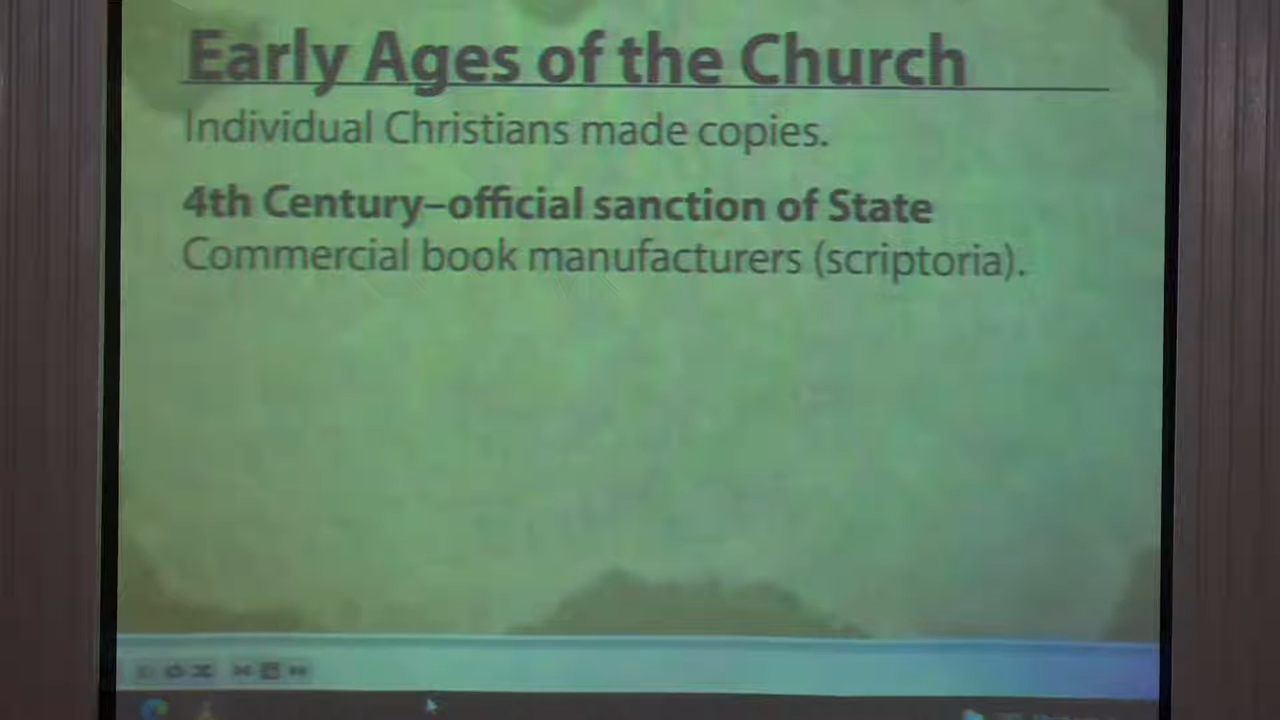 Early Ages of the Church
Individual Christians made copies.
4th Century–official sanction of State
Commercial book manufacturers (scriptoria).